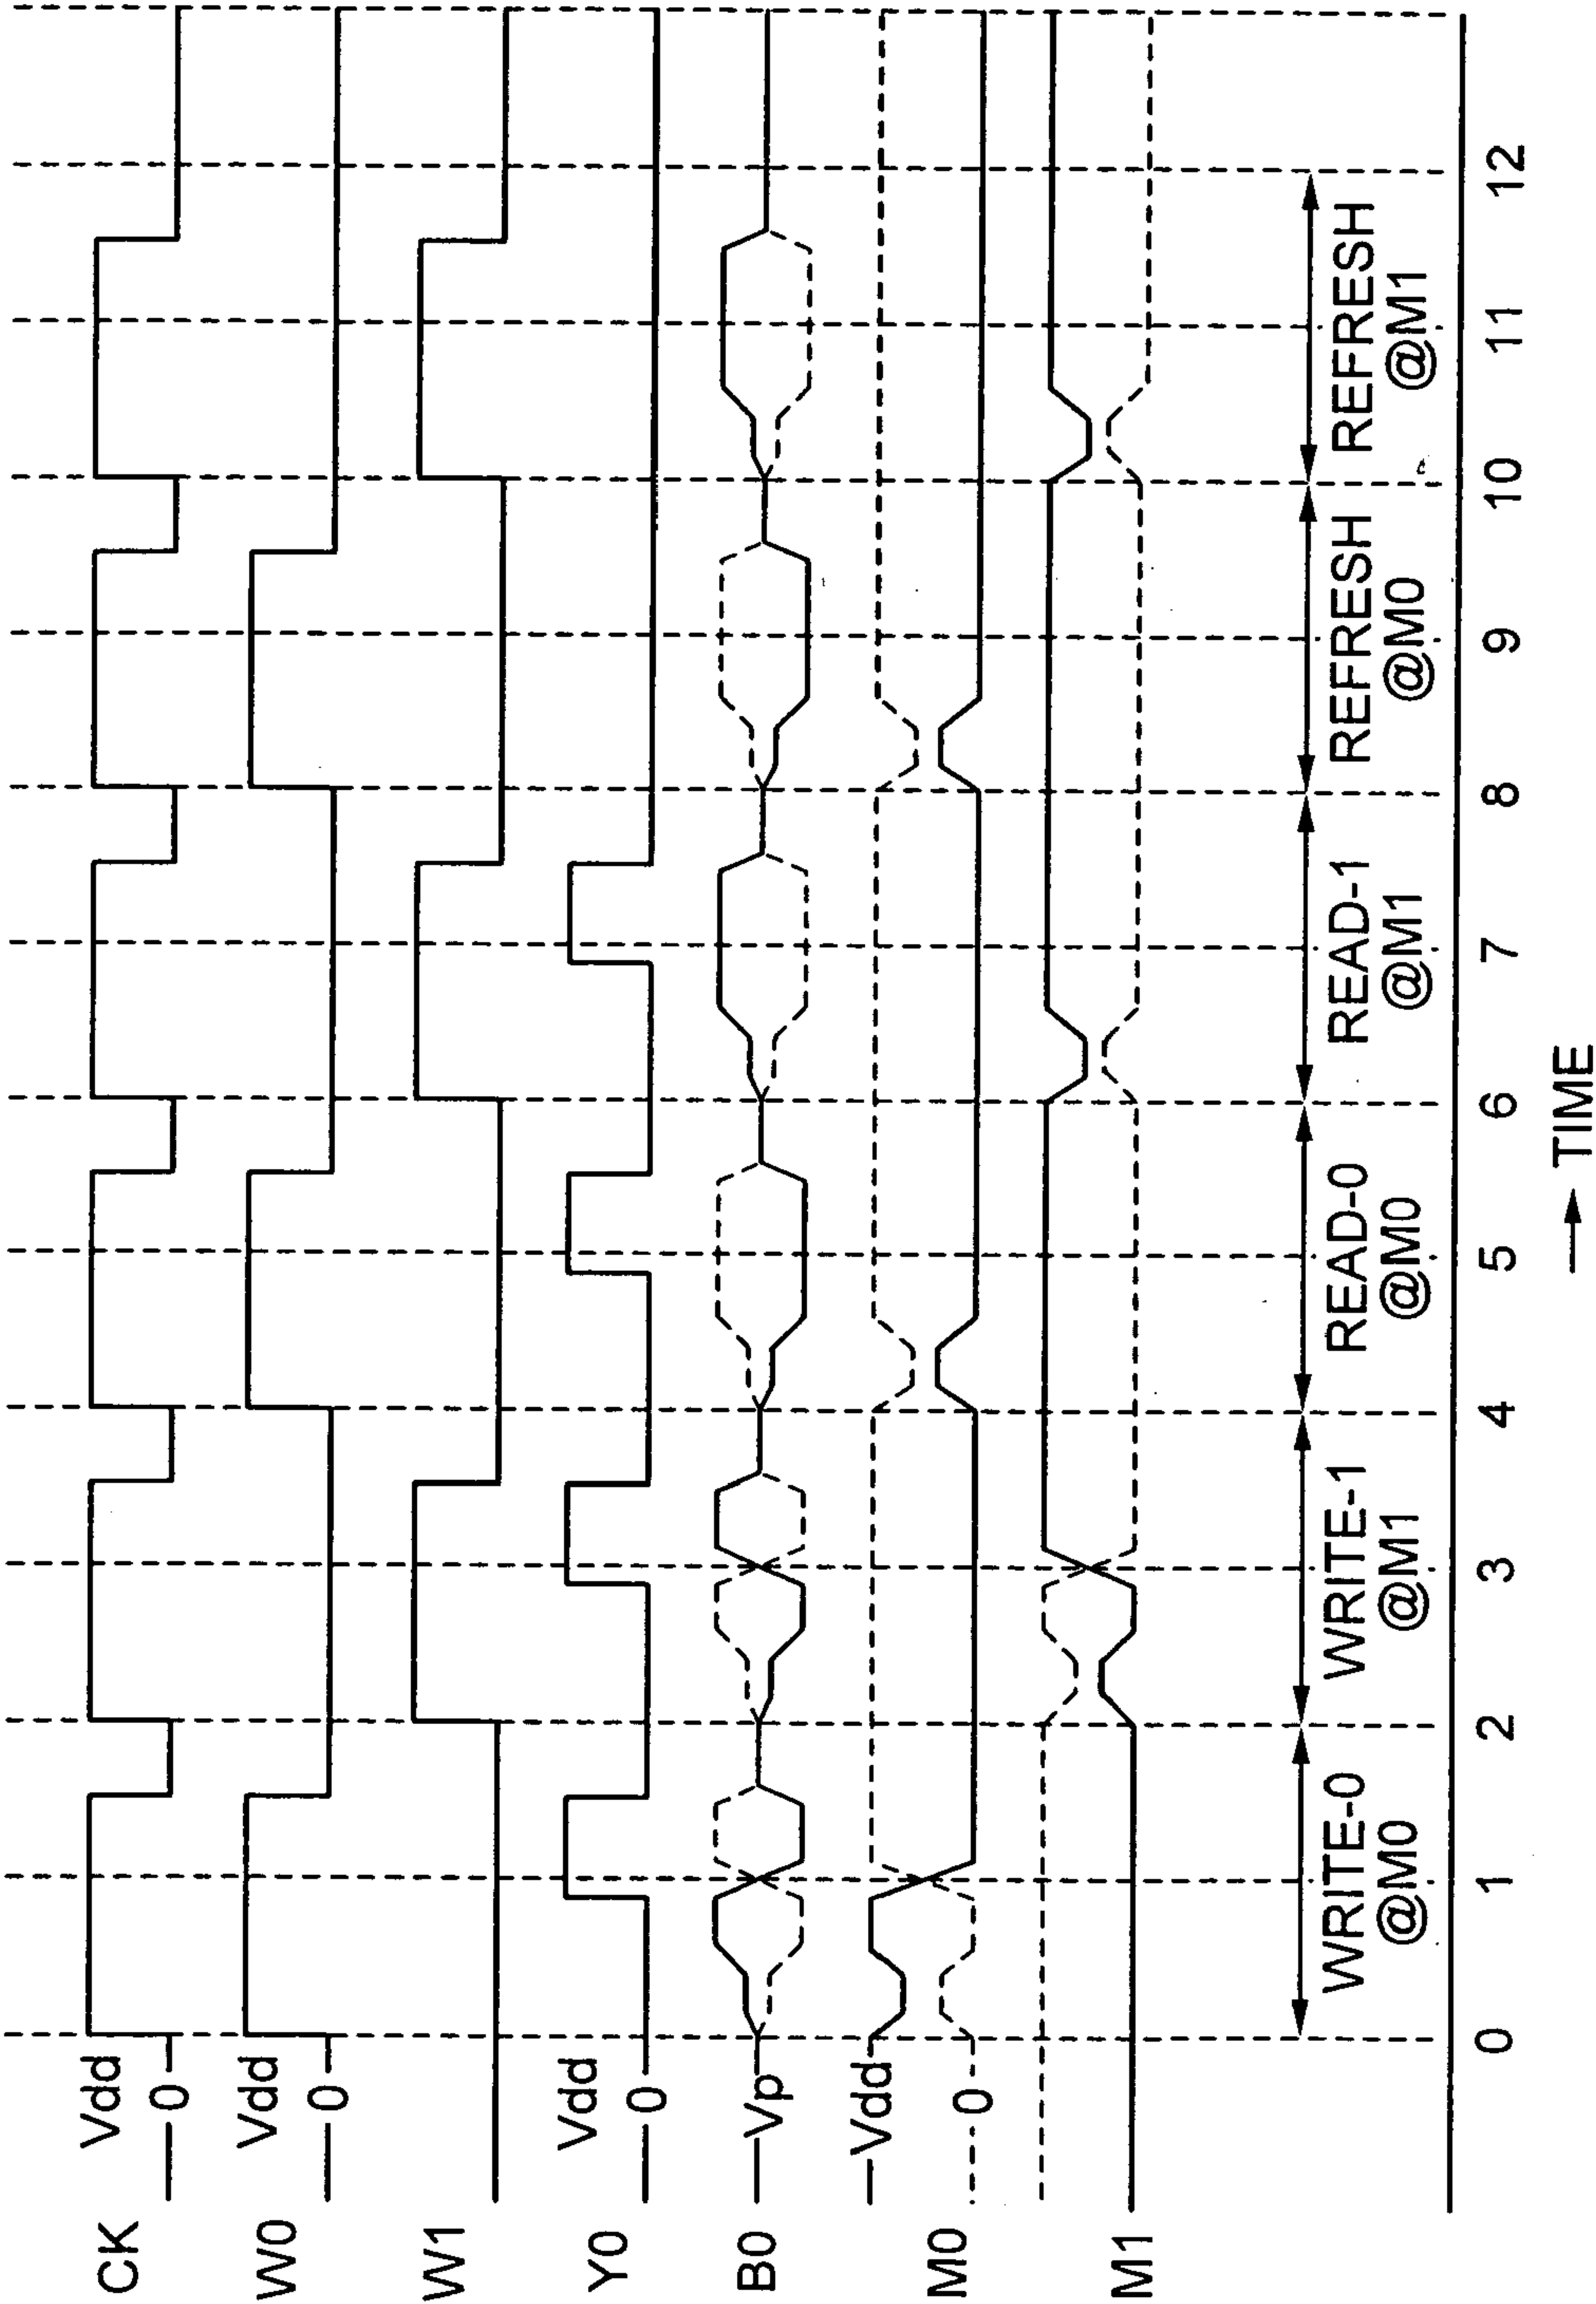 CK
Vdd
0
W0
Vdd
0
W1
Y0
Vdd
0
B0
Vp
M0
Vdd
0
M1
WRITE-0
@M0
WRITE-1
@M1
READ-0
@M0
READ-1
@M1
REFRESH
@M0
REFRESH
@M1
0 1 2 3 4 5 6 7 8 9 10 11 12
TIME